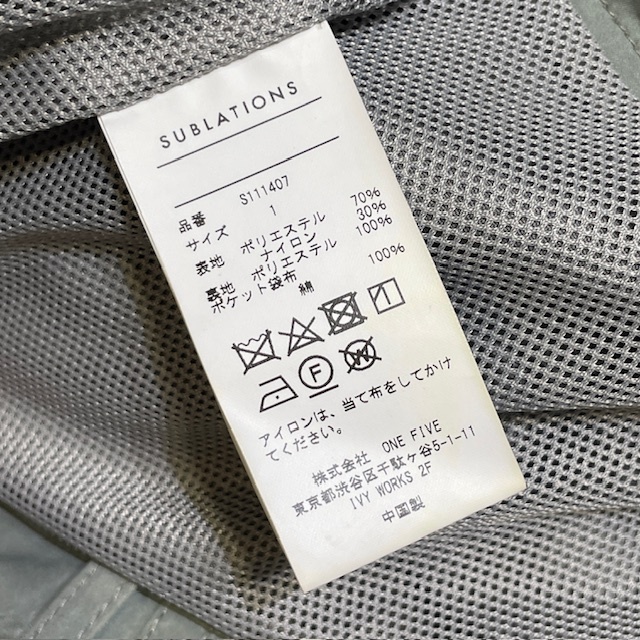 SUBLATIONS
品番 S111407
サイズ 1
表地 ポリエステル 70%
ナイロン 30%
裏地 ポリエステル 100%
ポケット袋布
綿 100%
F
W
アイロンは、当て布をしてかけ
てください。
株式会社 ONE FIVE
東京都渋谷区千駄ヶ谷5-1-11
IVY WORKS 2F
中国製